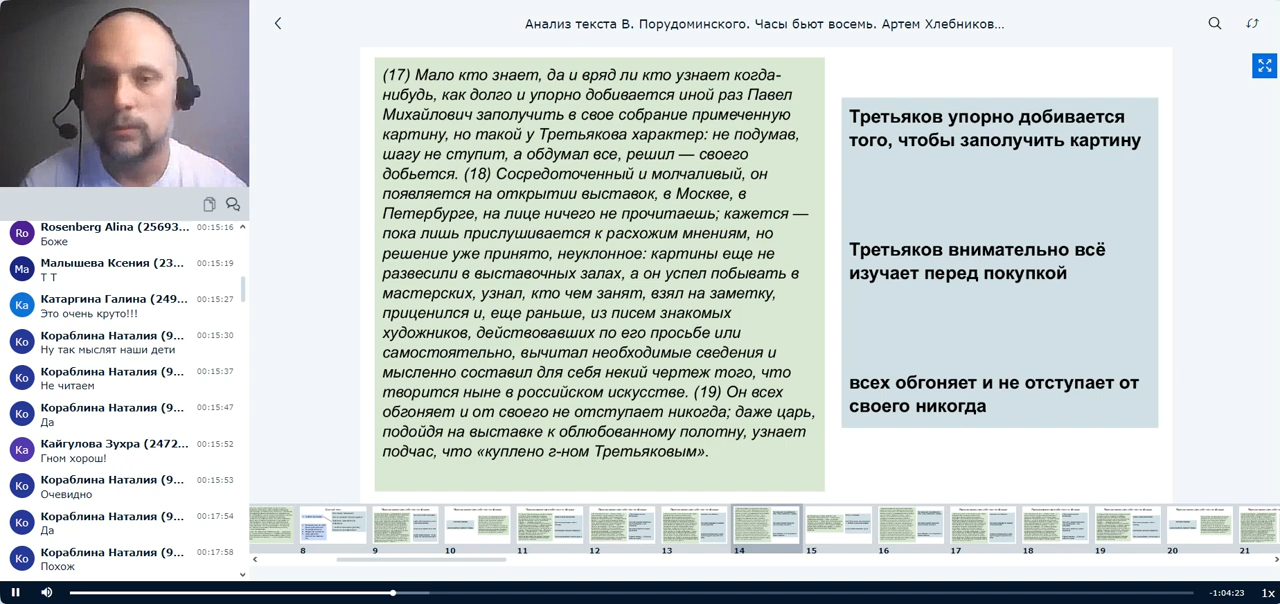 Анализ текста В. Порудоминского. Часы бьют восемь. Артем Хлебников...
(17) Мало кто знает, да и вряд ли кто узнает когда-
нибудь, как долго и упорно добивается иной раз Павел
Михайлович заполучить в свое собрание примеченную
картину, но такой у Третьякова характер: не подумав,
шагу не ступит, а обдумал все, решил — своего
добьется. (18) Сосредоточенный и молчаливый, он
появляется на открытии выставок, в Москве, в
Петербурге, на лице ничего не прочитаешь; кажется —
пока лишь прислушивается к расхожим мнениям, но
решение уже принято, неуклонное: картины еще не
развесили в выставочных залах, а он успел побывать в
мастерских, узнал, кто чем занят, взял на заметку,
приценился и, еще раньше, из писем знакомых
художников, действовавших по его просьбе или
самостоятельно, вычитал необходимые сведения и
мысленно составил для себя некий чертеж того, что
творится ныне в российском искусстве. (19) Он всех
обгоняет и от своего не отступает никогда; даже царь,
подойдя на выставке к облюбованному полотну, узнает
подчас, что «куплено г-ном Третьяковым».
Третьяков упорно добивается
того, чтобы заполучить картину
Третьяков внимательно всё
изучает перед покупкой
всех обгоняет и не отступает от
своего никогда
Ro Rosenberg Alina (25693... 00:15:16
Боже
Ма Малышева Ксения (23... 00:15:19
Т Т
Ка Катаргина Галина (249... 00:15:27
Это очень круто!!!
Ко Кораблина Наталия (9... 00:15:30
Ну так мыслят наши дети
Ко Кораблина Наталия (9... 00:15:37
Не читаем
Ко Кораблина Наталия (9... 00:15:47
Да
Ка Кайгулова Зухра (2472... 00:15:52
Гном хорош!
Ко Кораблина Наталия (9... 00:15:53
Очевидно
Ко Кораблина Наталия (9... 00:17:54
Да
Ко Кораблина Наталия (9... 00:17:58
Похож
8 9 10 11 12 13 14 15 16 17 18 19 20 21
-1:04:23 1x